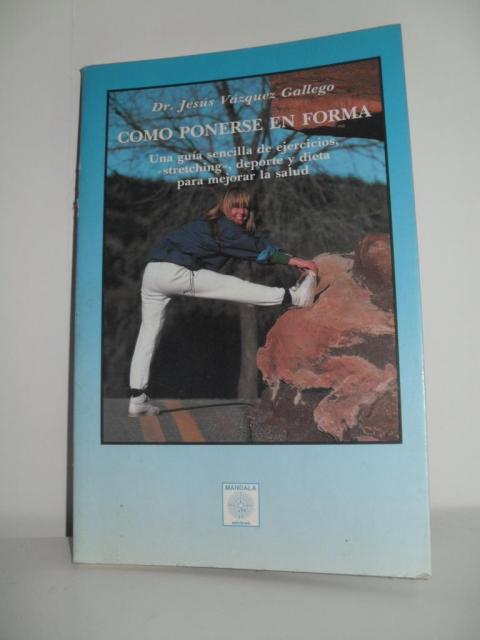 Dr. Jesús Vázquez Gallego
COMO PONERSE EN FORMA
Una guía sencilla de ejercicios,
«stretching», deporte y dieta
para mejorar la salud
MANDALA